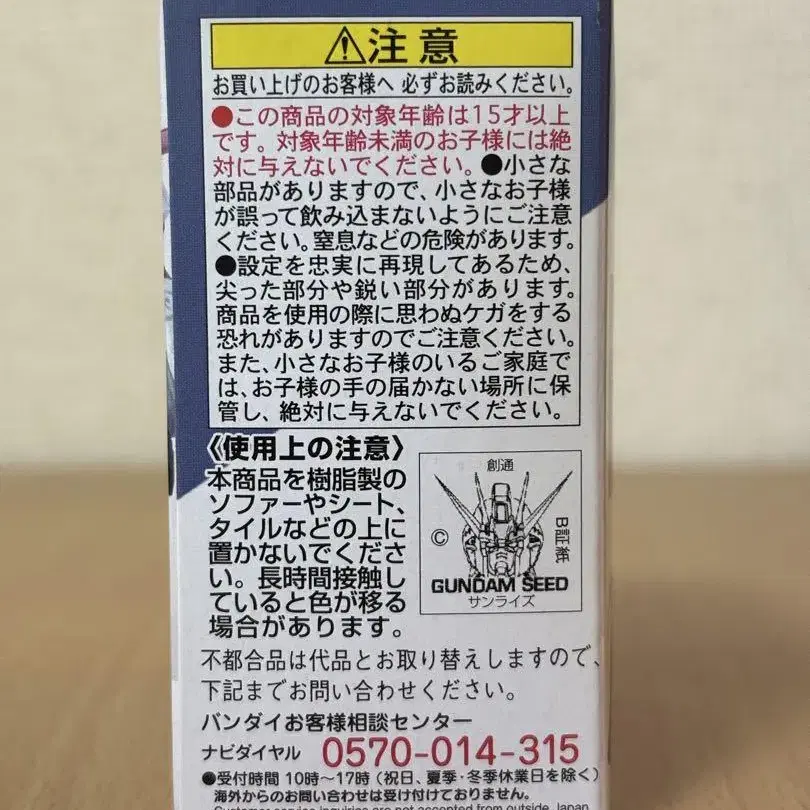 ⚠注意
お買い上げのお客様へ 必ずお読みください。
●この商品の対象年齢は15才以上
です。対象年齢未満のお子様には絶
対に与えないでください。●小さな
部品がありますので、小さなお子様
が誤って飲み込まないようにご注意
ください。窒息などの危険があります。
●設定を忠実に再現してあるため、
尖った部分や鋭い部分があります。
商品を使用の際に思わぬケガをする
恐れがありますのでご注意ください。
また、小さなお子様のいるご家庭で
は、お子様の手の届かない場所に保
管し、絶対に与えないでください。
《使用上の注意》
本商品を樹脂製の
ソファーやシート、
タイルなどの上に
置かないでくださ
い。長時間接触し
ていると色が移る
場合があります。
創通
©
B証紙
GUNDAM SEED
サンライズ
不都合品は代品とお取り替えしますので、
下記までお問い合わせください。
バンダイお客様相談センター
ナビダイヤル 0570-014-315
●受付時間 10時〜17時(祝日、夏季・冬季休業日を除く)
海外からのお問い合わせは受け付けておりません。
Customer service inquiries are not accepted from outside Japan